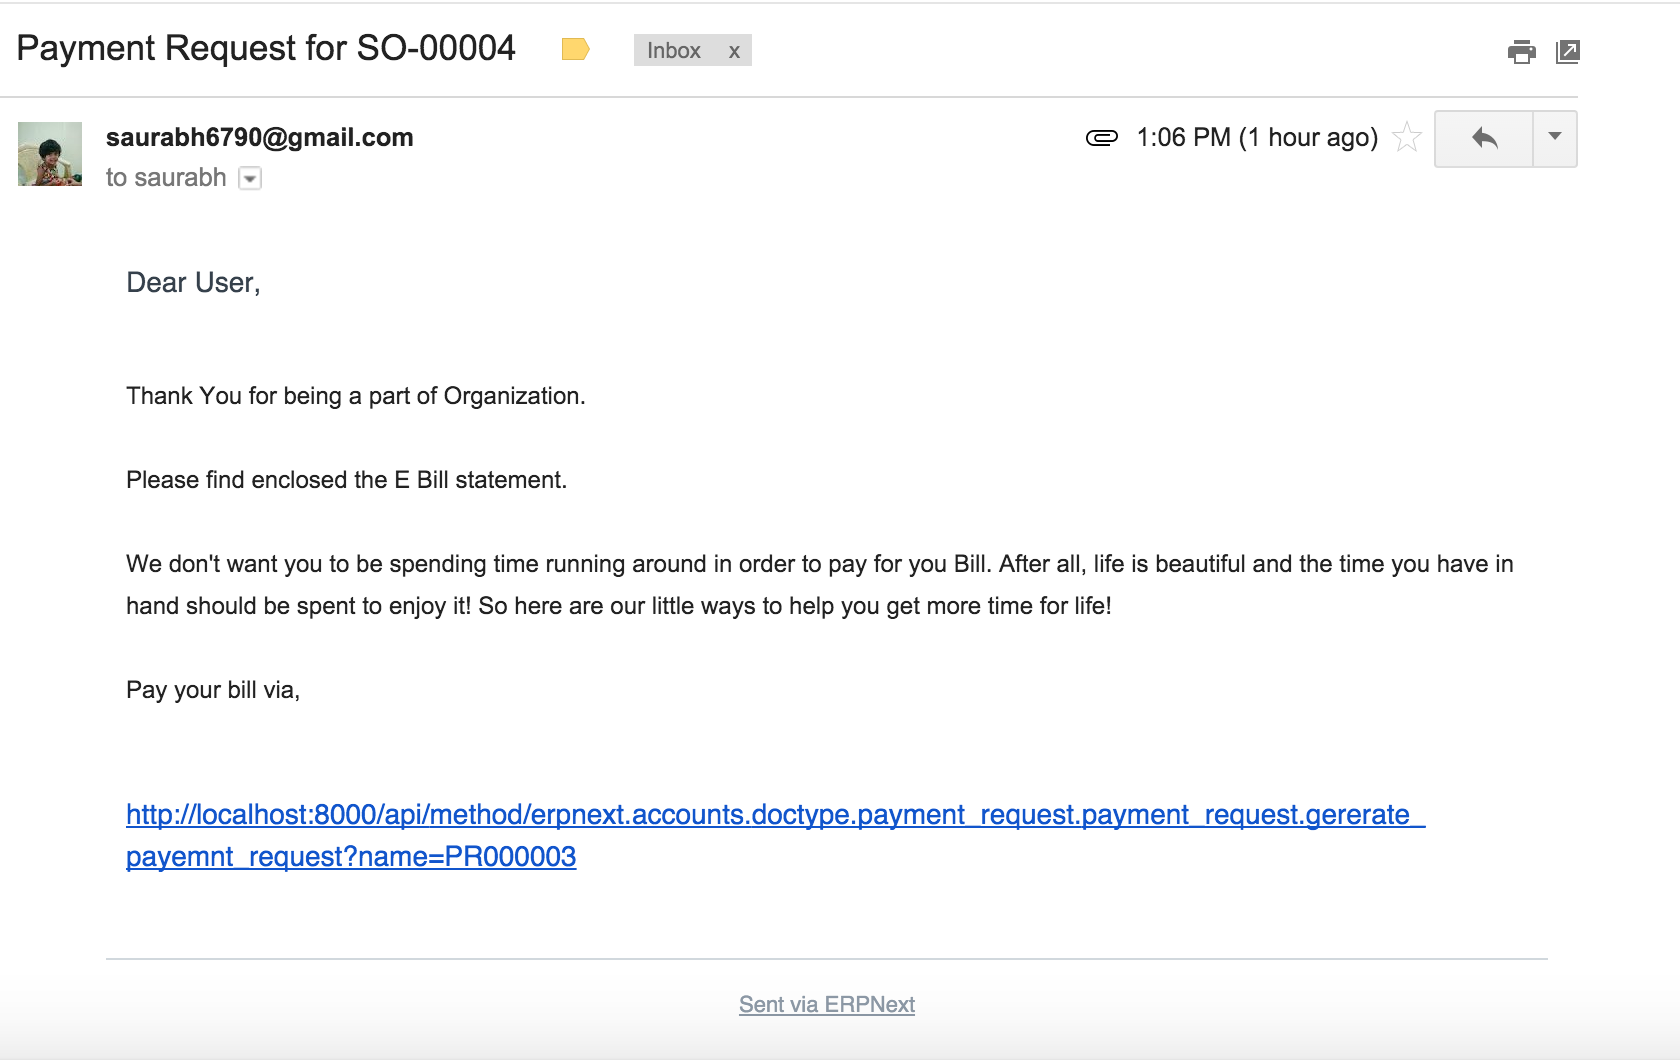 Payment Request for SO-00004 Inbox x
saurabh6790@gmail.com 1:06 PM (1 hour ago)
to saurabh
Dear User,
Thank You for being a part of Organization.
Please find enclosed the E Bill statement.
We don't want you to be spending time running around in order to pay for you Bill. After all, life is beautiful and the time you have in
hand should be spent to enjoy it! So here are our little ways to help you get more time for life!
Pay your bill via,
http://localhost:8000/api/method/erpnext.accounts.doctype.payment_request.payment_request.gererate_
payemnt_request?name=PR000003
Sent via ERPNext